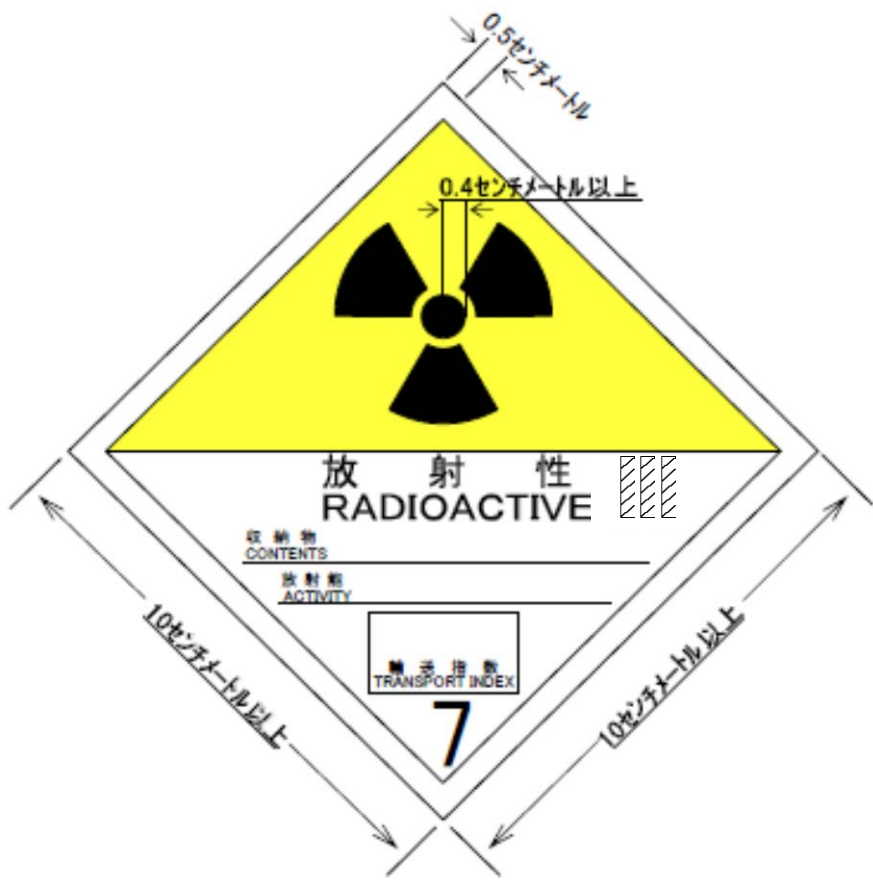 0.5センチメートル
0.4センチメートル以上
放射性
RADIOACTIVE
収納物
CONTENTS
放射能
ACTIVITY
輸送指数
TRANSPORT INDEX
7
10センチメートル以上
10センチメートル以上